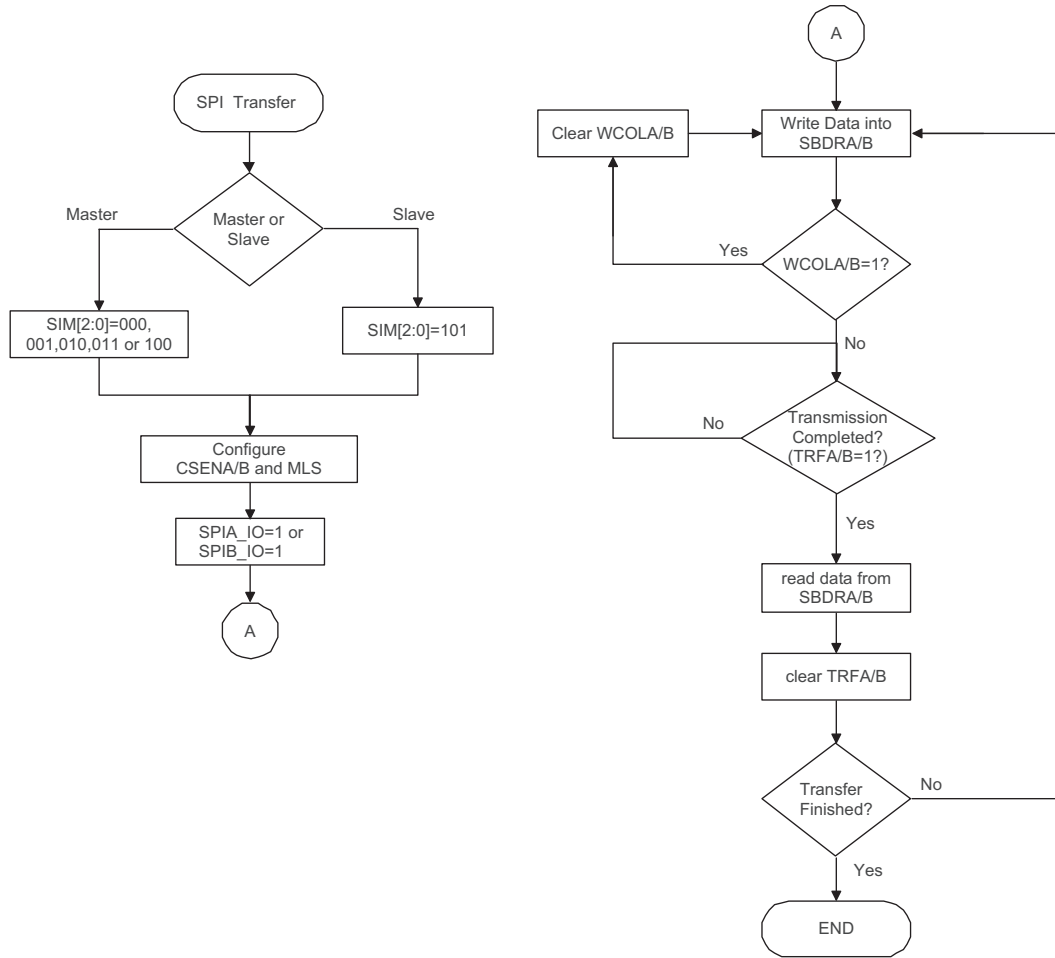 SPI Transfer
Master or
Slave
Master
Slave
SIM[2:0]=000,
001,010,011 or 100
SIM[2:0]=101
Configure
CSENA/B and MLS
SPIA_IO=1 or
SPIB_IO=1
A
A
Write Data into
SBDRA/B
Clear WCOLA/B
Yes
WCOLA/B=1?
No
No
Transmission
Completed?
(TRFA/B=1?)
Yes
read data from
SBDRA/B
clear TRFA/B
Transfer
Finished?
No
Yes
END